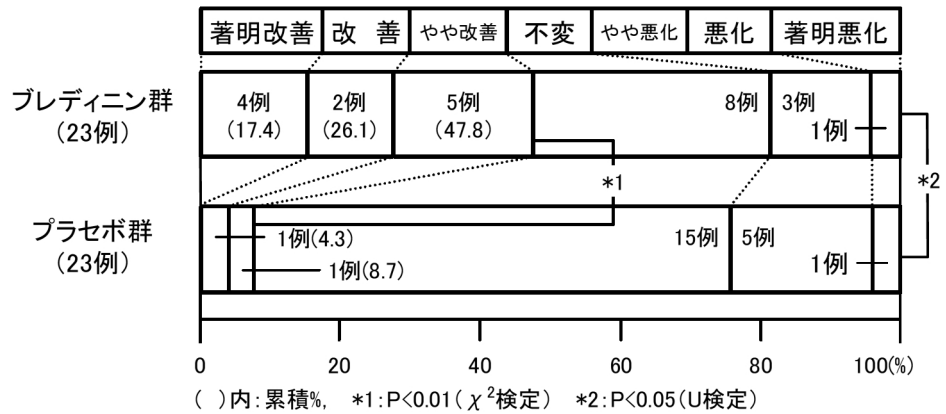 著明改善 改 善 やや改善 不変 やや悪化 悪化 著明悪化
ブレディニン群
(23例)
4例
(17.4)
2例
(26.1)
5例
(47.8)
8例
3例
1例
*1
*2
プラセボ群
(23例)
1例(4.3)
1例(8.7)
15例
5例
1例
0 20 40 60 80 100(%)
( )内:累積%, *1:P<0.01(χ²検定) *2:P<0.05(U検定)